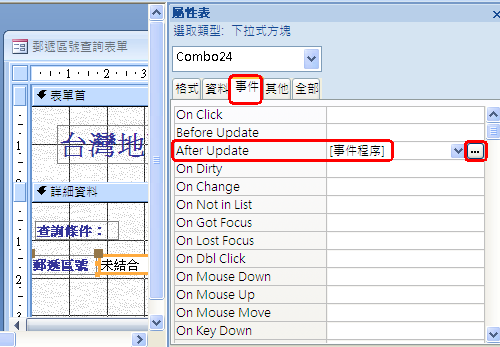 郵遞區號查詢表單
1 2 3
表單首
台灣地
詳細資料
查詢條件：
郵遞區號 未結合
屬性表
選取類型: 下拉式方塊
Combo24
格式 資料 事件 其他 全部
On Click
Before Update
After Update [事件程序] ...
On Dirty
On Change
On Not in List
On Got Focus
On Lost Focus
On Dbl Click
On Mouse Down
On Mouse Up
On Mouse Move
On Key Down